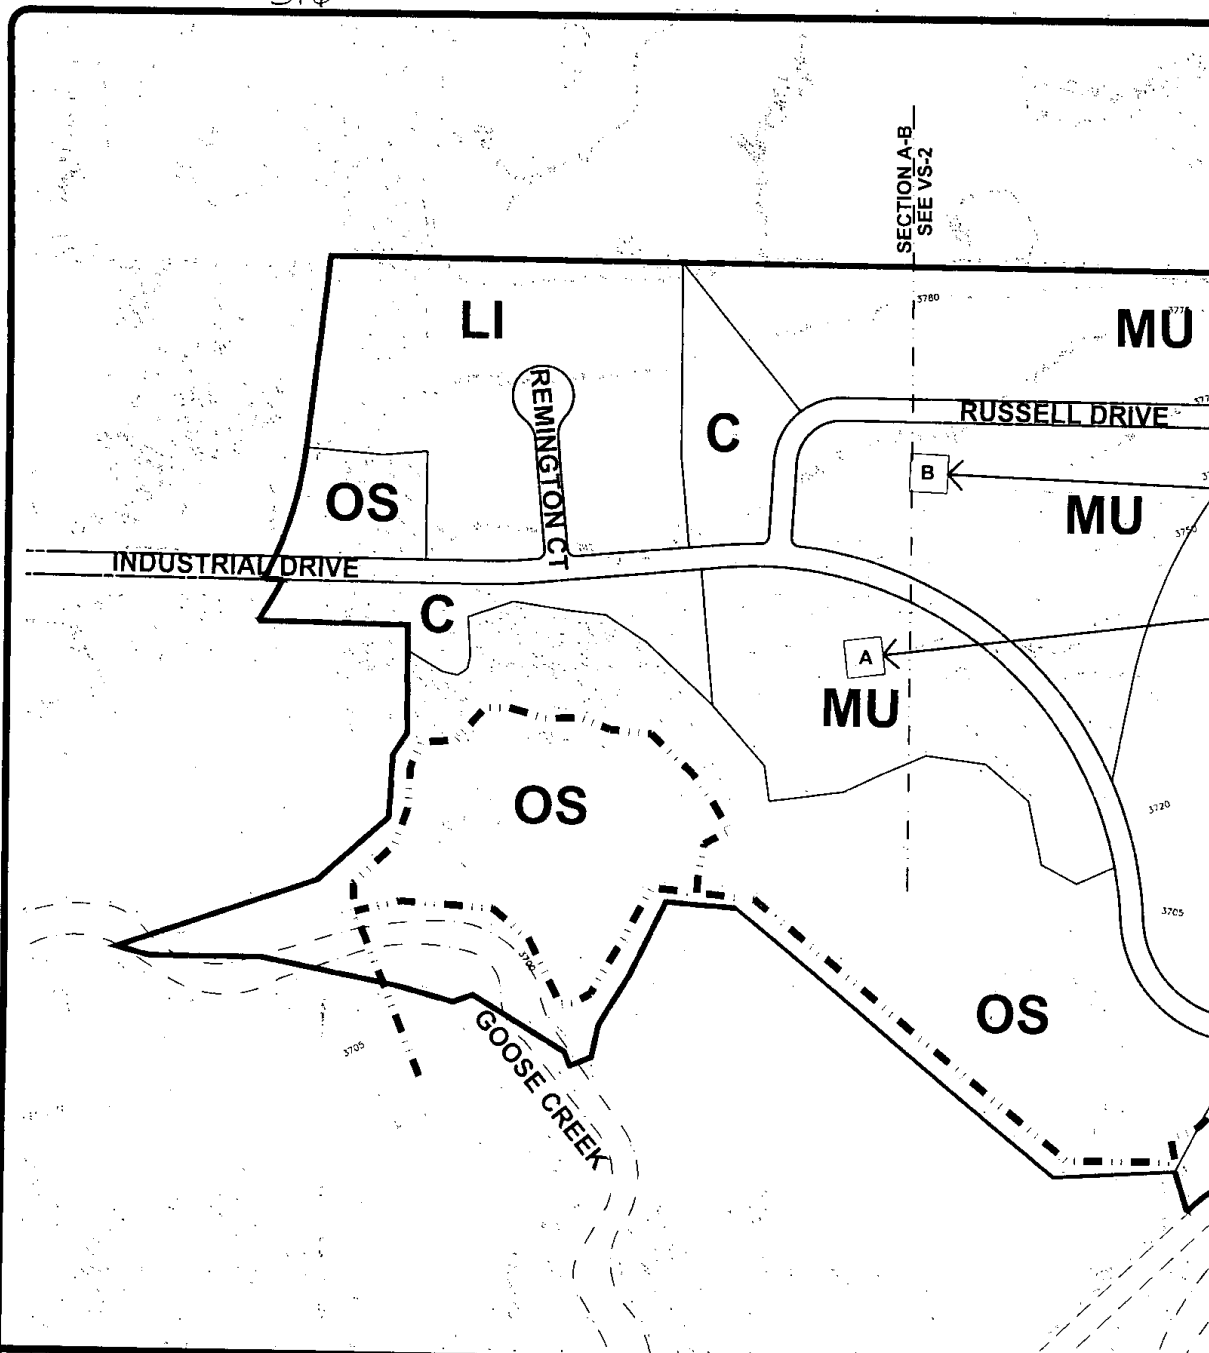 SECTION A-B
SEE VS-2
3780
LI
MU
REMINGTON CT
C
RUSSELL DRIVE
B
OS
MU
3750
INDUSTRIAL DRIVE
C
A
MU
OS
3720
3705
3700
OS
GOOSE CREEK
3705